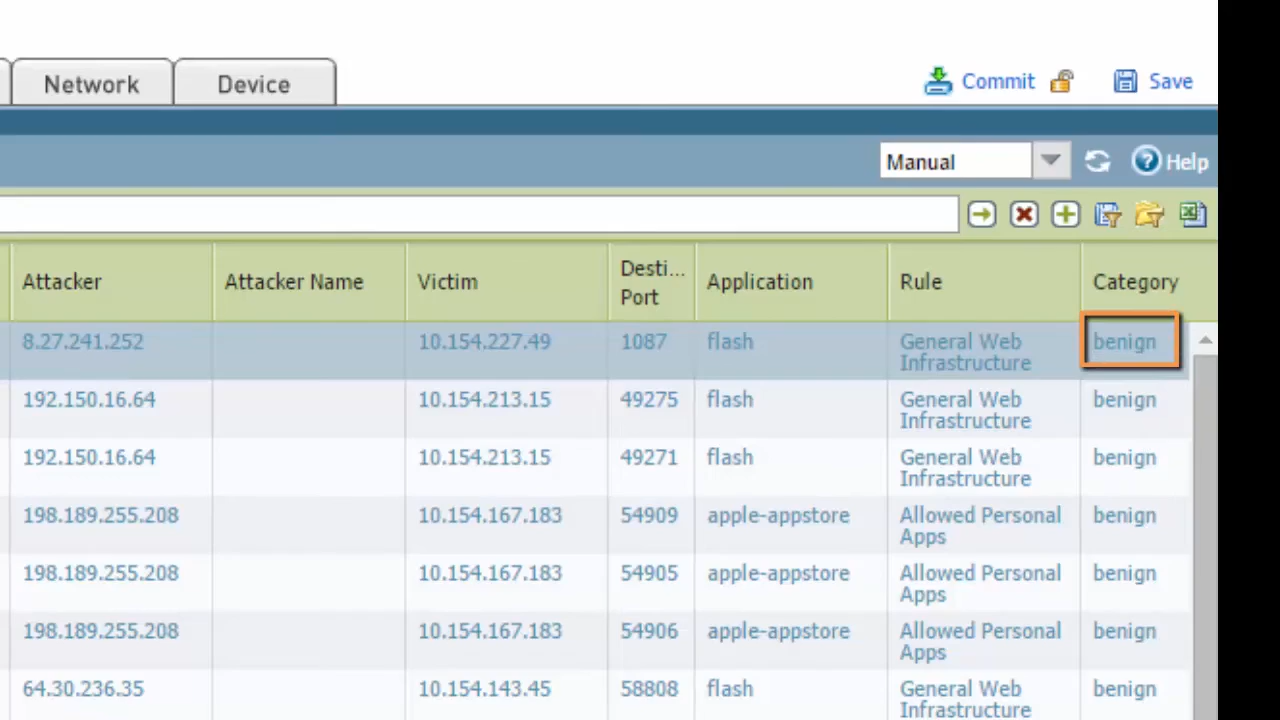 Network Device Commit Save
Manual Help
Attacker Attacker Name Victim Desti... Port Application Rule Category
8.27.241.252 10.154.227.49 1087 flash General Web Infrastructure benign
192.150.16.64 10.154.213.15 49275 flash General Web Infrastructure benign
192.150.16.64 10.154.213.15 49271 flash General Web Infrastructure benign
198.189.255.208 10.154.167.183 54909 apple-appstore Allowed Personal Apps benign
198.189.255.208 10.154.167.183 54905 apple-appstore Allowed Personal Apps benign
198.189.255.208 10.154.167.183 54906 apple-appstore Allowed Personal Apps benign
64.30.236.35 10.154.143.45 58808 flash General Web Infrastructure benign